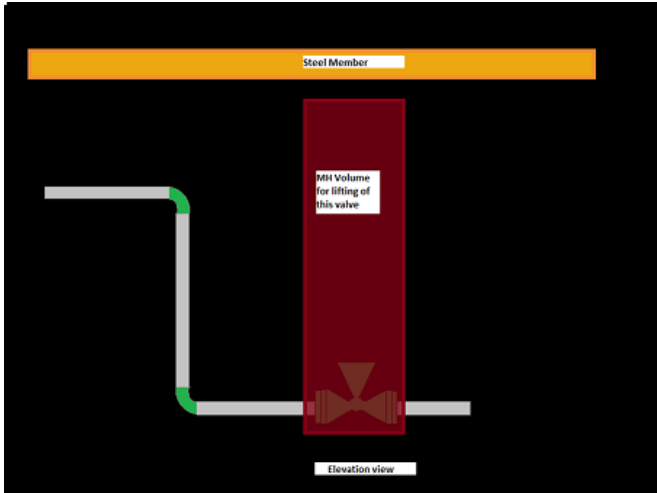 Steel Member
MH Volume
for lifting of
this valve
Elevation view